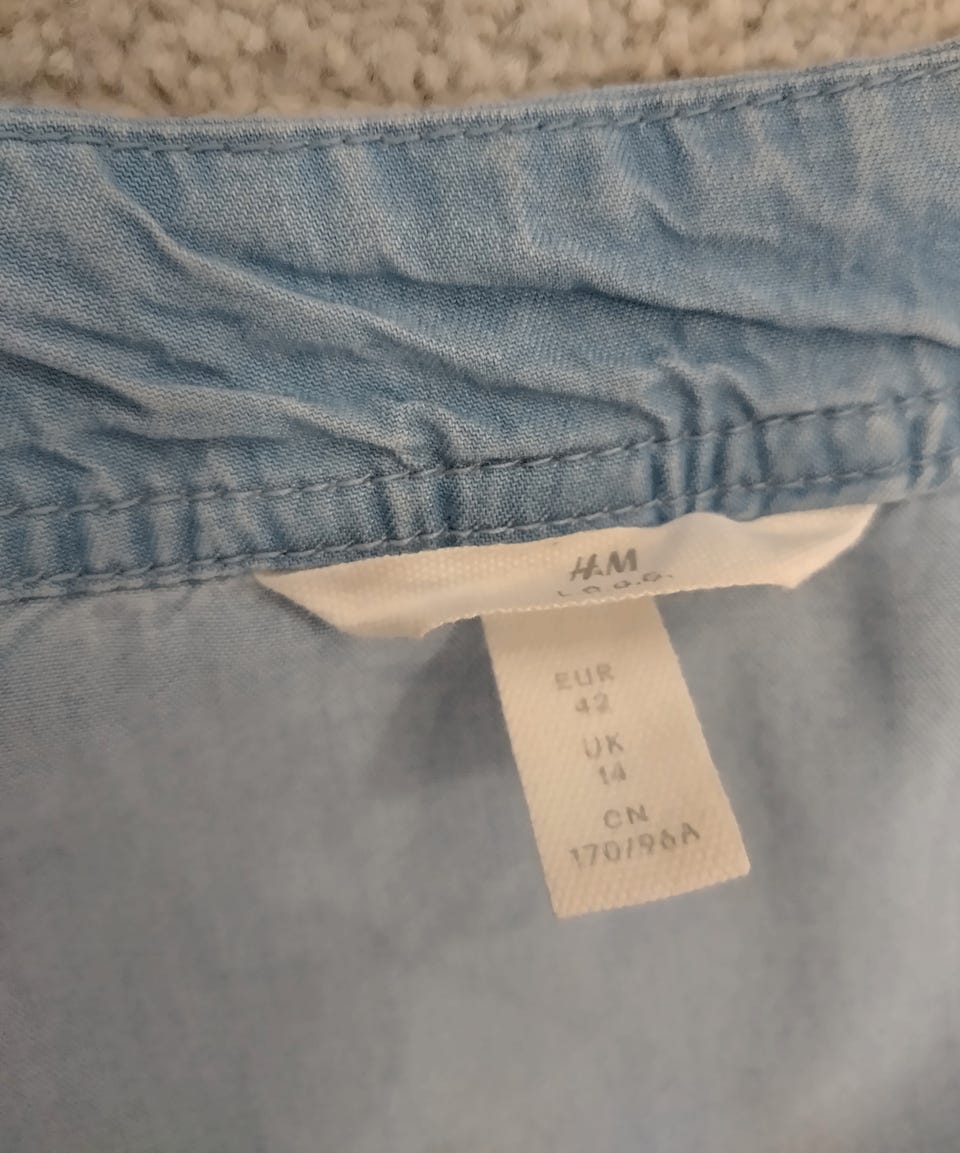 H&M
L.O.G.G.
EUR
42
UK
14
CN
170/96A